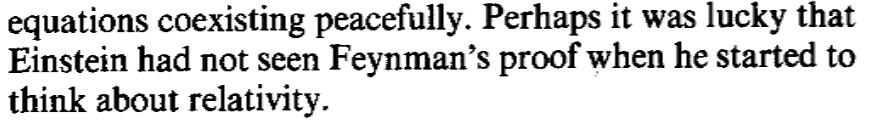 equations coexisting peacefully. Perhaps it was lucky that
Einstein had not seen Feynman's proof when he started to
think about relativity.